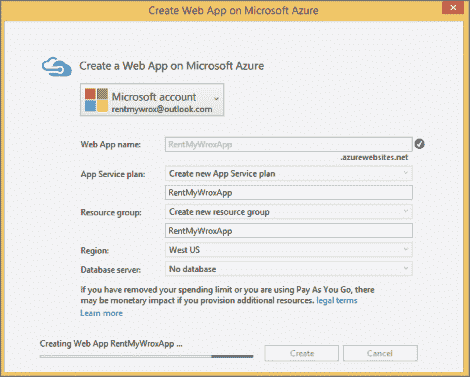 Create Web App on Microsoft Azure
Create a Web App on Microsoft Azure
Microsoft account
rentmywrox@outlook.com
Web App name: RentMyWroxApp
.azurewebsites.net
App Service plan: Create new App Service plan
RentMyWroxApp
Resource group: Create new resource group
RentMyWroxApp
Region: West US
Database server: No database
If you have removed your spending limit or you are using Pay As You Go, there
may be monetary impact if you provision additional resources. legal terms
Learn more
Creating Web App RentMyWroxApp ...
Create Cancel